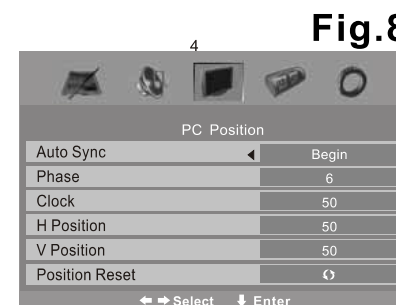 Fig.8
4
PC Position
Auto Sync Begin
Phase 6
Clock 50
H Position 50
V Position 50
Position Reset
Select Enter